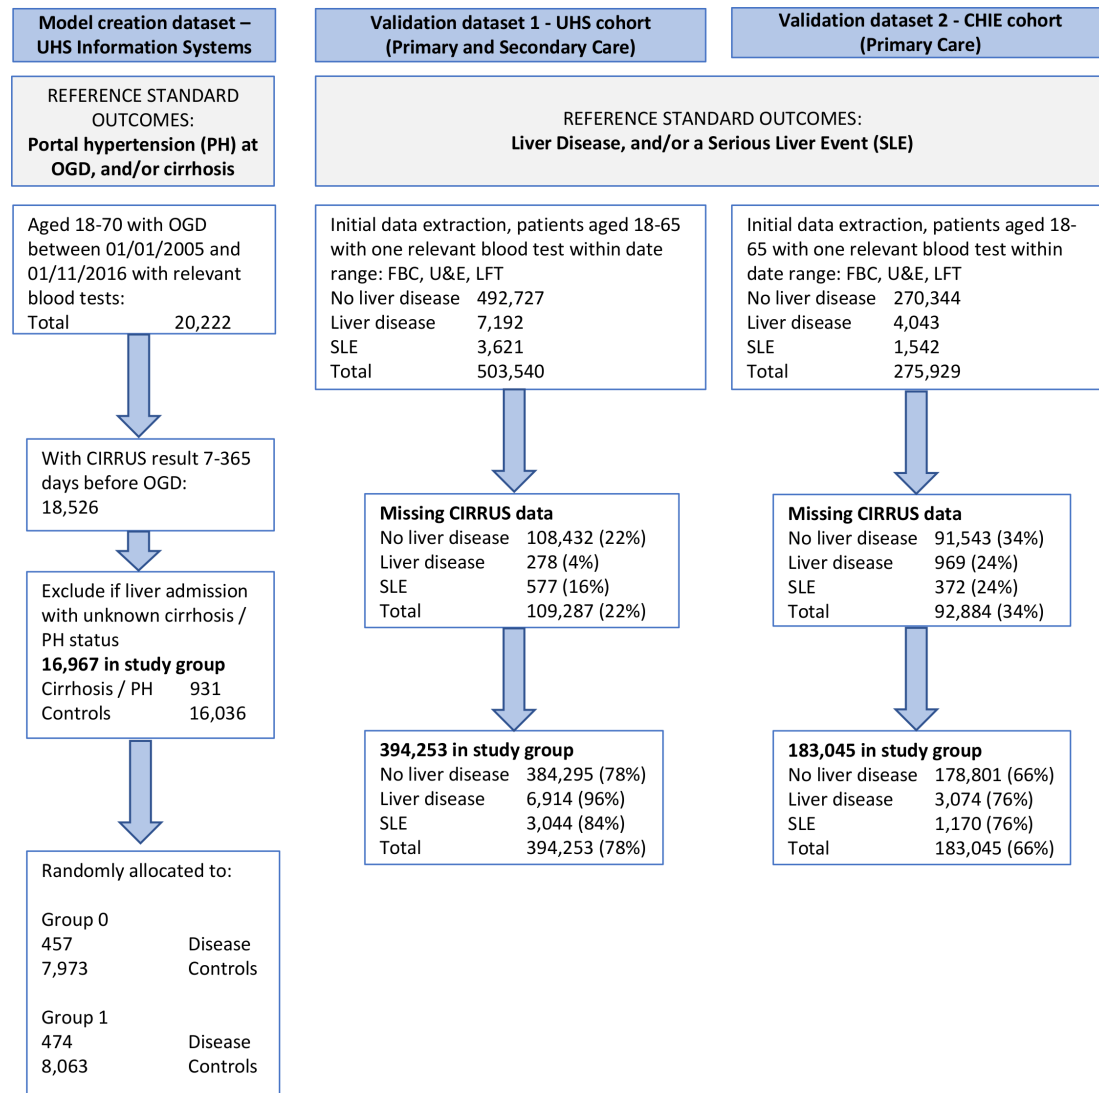 Model creation dataset –
UHS Information Systems
REFERENCE STANDARD
OUTCOMES:
Portal hypertension (PH) at
OGD, and/or cirrhosis
Aged 18-70 with OGD
between 01/01/2005 and
01/11/2016 with relevant
blood tests:
Total 20,222
With CIRRUS result 7-365
days before OGD:
18,526
Exclude if liver admission
with unknown cirrhosis /
PH status
16,967 in study group
Cirrhosis / PH 931
Controls 16,036
Randomly allocated to:
Group 0
457 Disease
7,973 Controls
Group 1
474 Disease
8,063 Controls
Validation dataset 1 - UHS cohort
(Primary and Secondary Care)
Validation dataset 2 - CHIE cohort
(Primary Care)
REFERENCE STANDARD OUTCOMES:
Liver Disease, and/or a Serious Liver Event (SLE)
Initial data extraction, patients aged 18-65
with one relevant blood test within date
range: FBC, U&E, LFT
No liver disease 492,727
Liver disease 7,192
SLE 3,621
Total 503,540
Missing CIRRUS data
No liver disease 108,432 (22%)
Liver disease 278 (4%)
SLE 577 (16%)
Total 109,287 (22%)
394,253 in study group
No liver disease 384,295 (78%)
Liver disease 6,914 (96%)
SLE 3,044 (84%)
Total 394,253 (78%)
Initial data extraction, patients aged 18-
65 with one relevant blood test within
date range: FBC, U&E, LFT
No liver disease 270,344
Liver disease 4,043
SLE 1,542
Total 275,929
Missing CIRRUS data
No liver disease 91,543 (34%)
Liver disease 969 (24%)
SLE 372 (24%)
Total 92,884 (34%)
183,045 in study group
No liver disease 178,801 (66%)
Liver disease 3,074 (76%)
SLE 1,170 (76%)
Total 183,045 (66%)